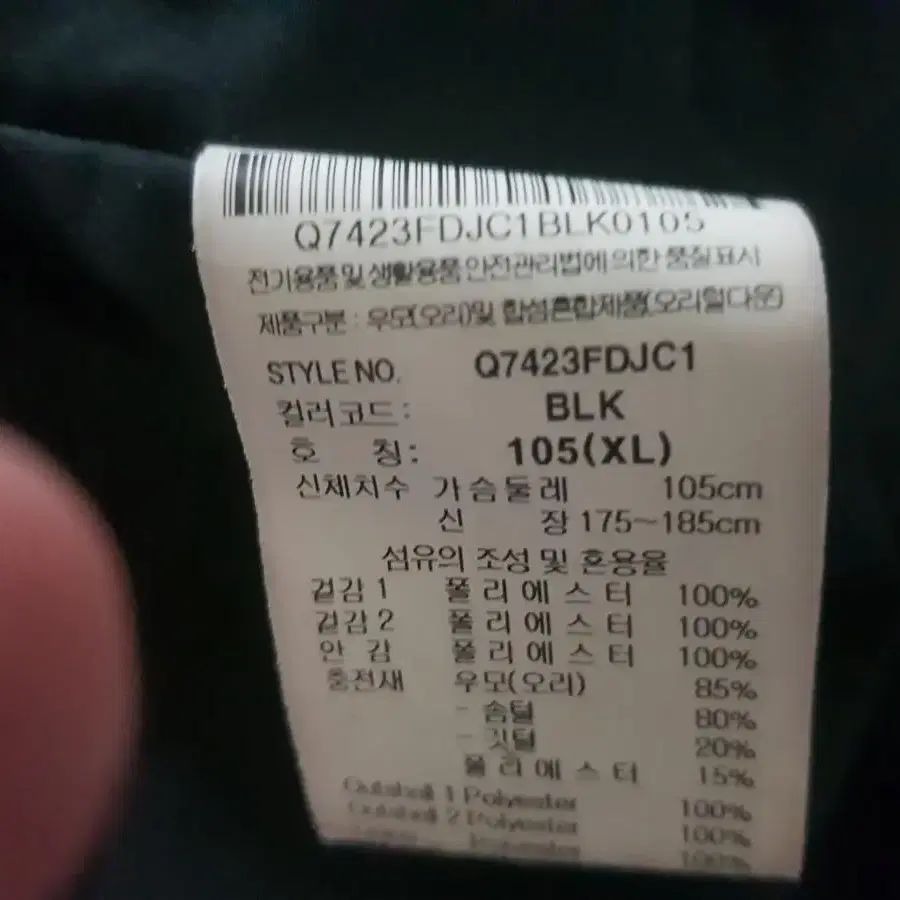 Q7423FDJC1BLK0105
전기용품 및 생활용품 안전관리법에 의한 품질표시
제품구분 : 우모(오리)및 합성혼합제품(오리털다운)
STYLE NO. Q7423FDJC1
컬러코드 : BLK
호 칭 : 105(XL)
신체치수 가슴둘레 105cm
신 장 175~185cm
섬유의 조성 및 혼용율
겉감 1 폴리에스터 100%
겉감 2 폴리에스터 100%
안 감 폴리에스터 100%
충전재 우모(오리) 85%
- 솜털 80%
- 깃털 20%
폴리에스터 15%
Outshell 1 Polyester 100%
Outshell 2 Polyester 100%
Polyester 100%